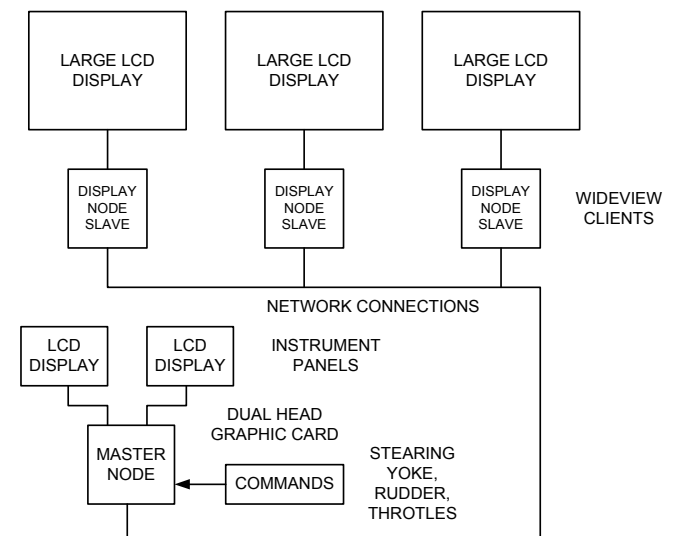 LARGE LCD
DISPLAY
LARGE LCD
DISPLAY
LARGE LCD
DISPLAY
DISPLAY
NODE
SLAVE
DISPLAY
NODE
SLAVE
DISPLAY
NODE
SLAVE
WIDEVIEW
CLIENTS
NETWORK CONNECTIONS
LCD
DISPLAY
LCD
DISPLAY
INSTRUMENT
PANELS
DUAL HEAD
GRAPHIC CARD
MASTER
NODE
COMMANDS
STEARING
YOKE,
RUDDER,
THROTLES